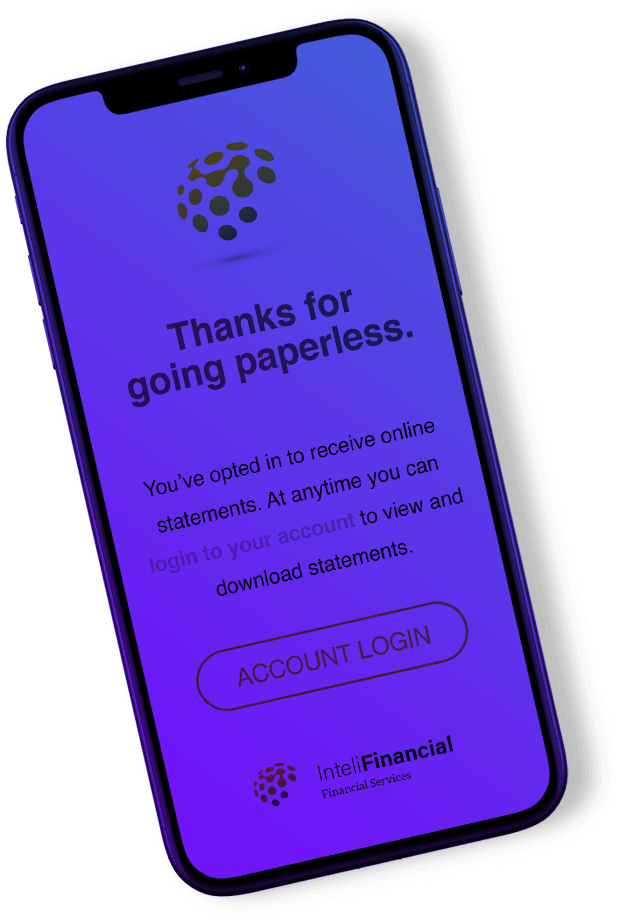 Thanks for
going paperless.
You’ve opted in to receive online
statements. At anytime you can
login to your account to view and
download statements.
ACCOUNT LOGIN
InteliFinancial
Financial Services